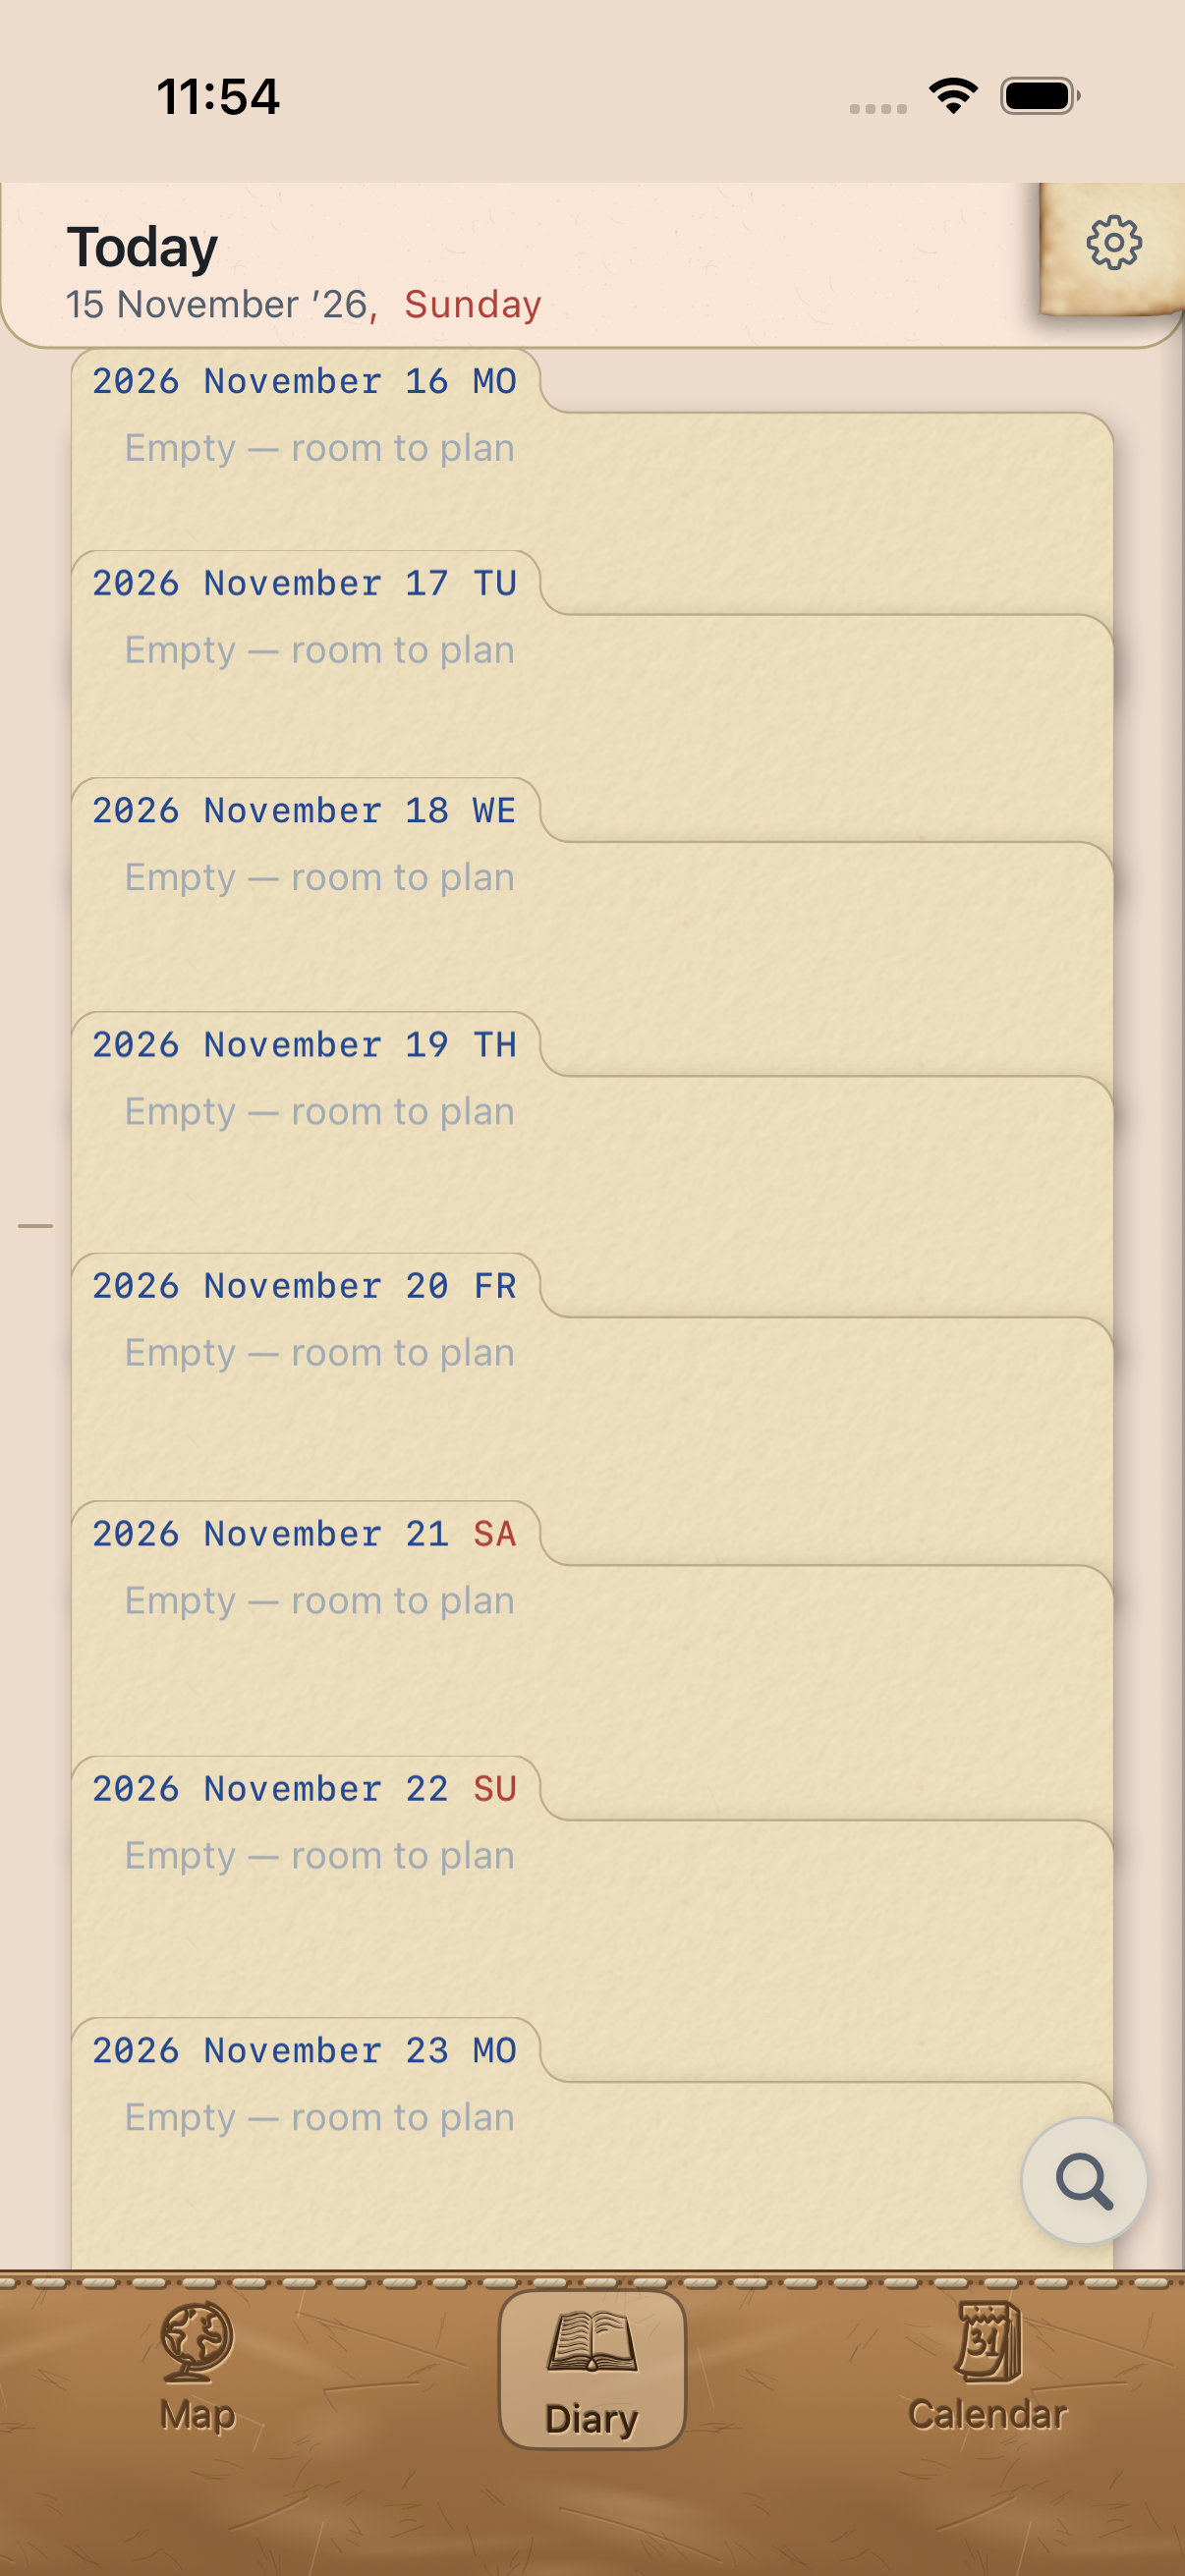 11:54
Today
15 November ’26, Sunday
2026 November 16 MO
Empty — room to plan
2026 November 17 TU
Empty — room to plan
2026 November 18 WE
Empty — room to plan
2026 November 19 TH
Empty — room to plan
2026 November 20 FR
Empty — room to plan
2026 November 21 SA
Empty — room to plan
2026 November 22 SU
Empty — room to plan
2026 November 23 MO
Empty — room to plan
31
Map
Diary
Calendar